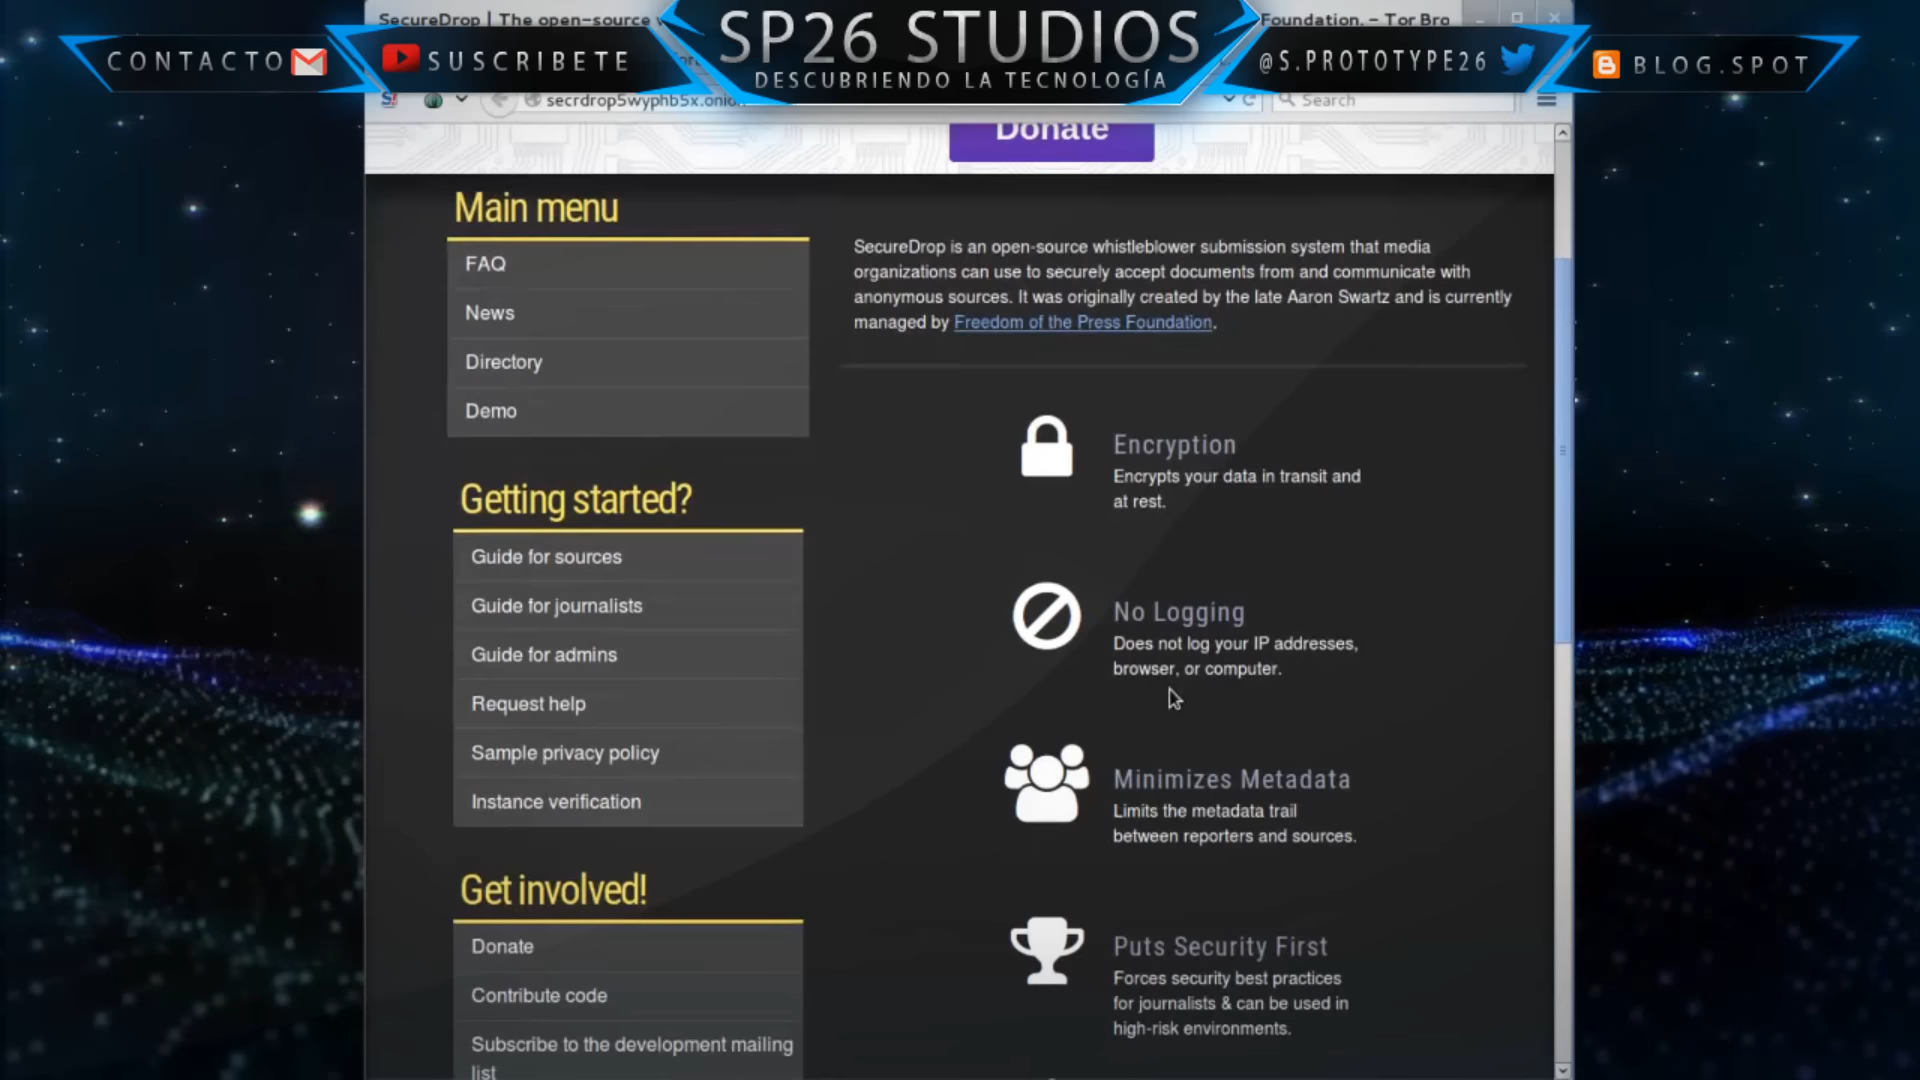 SecureDrop | The open-source
Foundation. - Tor Bro
SP26 STUDIOS
DESCUBRIENDO LA TECNOLOGÍA
CONTACTO
SUSCRIBETE
@S.PROTOTYPE26
BLOG.SPOT
secrdrop5wyphb5x.onion
Search
Donate
Main menu
FAQ
News
Directory
Demo
SecureDrop is an open-source whistleblower submission system that media
organizations can use to securely accept documents from and communicate with
anonymous sources. It was originally created by the late Aaron Swartz and is currently
managed by Freedom of the Press Foundation.
Encryption
Encrypts your data in transit and
at rest.
Getting started?
Guide for sources
Guide for journalists
Guide for admins
Request help
Sample privacy policy
Instance verification
No Logging
Does not log your IP addresses,
browser, or computer.
Minimizes Metadata
Limits the metadata trail
between reporters and sources.
Get involved!
Donate
Contribute code
Subscribe to the development mailing
list
Puts Security First
Forces security best practices
for journalists & can be used in
high-risk environments.